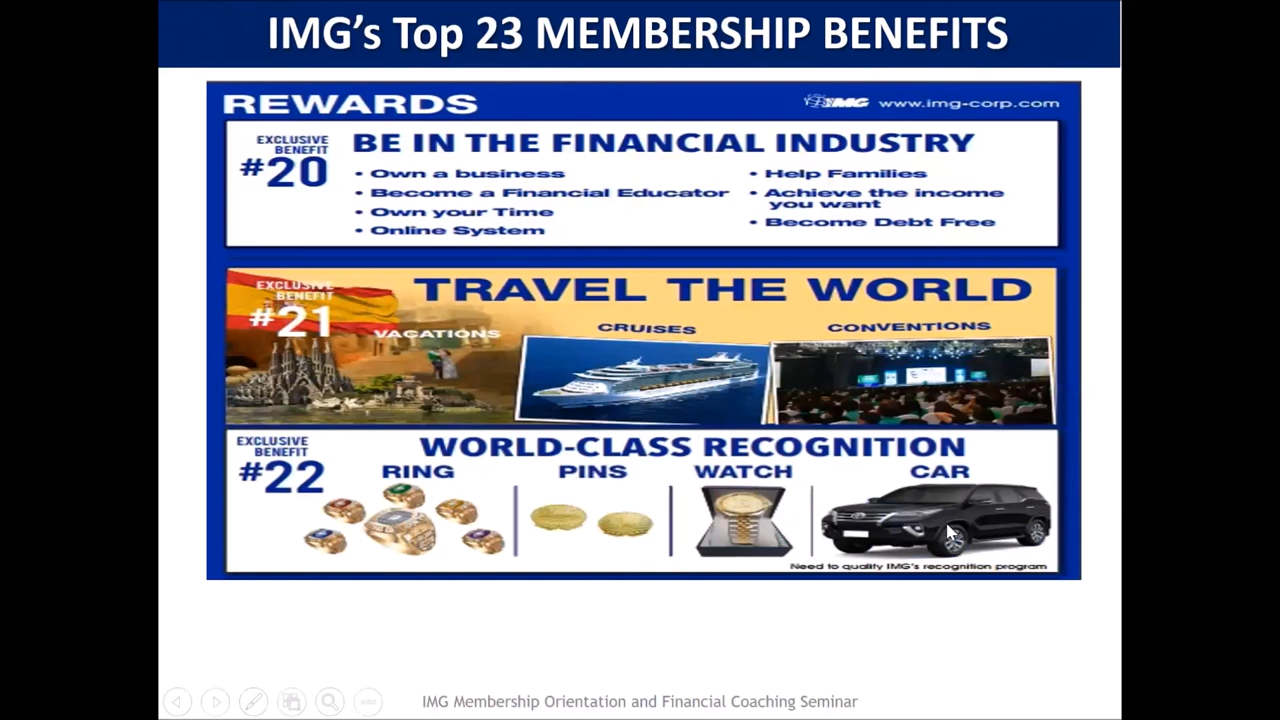 IMG's Top 23 MEMBERSHIP BENEFITS
REWARDS
IMG www.img-corp.com
EXCLUSIVE
BENEFIT
#20
BE IN THE FINANCIAL INDUSTRY
• Own a business
• Become a Financial Educator
• Own your Time
• Online System
• Help Families
• Achieve the income
you want
• Become Debt Free
EXCLUSIVE
BENEFIT
#21
TRAVEL THE WORLD
VACATIONS
CRUISES
CONVENTIONS
EXCLUSIVE
BENEFIT
#22
WORLD-CLASS RECOGNITION
RING
PINS
WATCH
CAR
Need to qualify IMG's recognition program
IMG Membership Orientation and Financial Coaching Seminar